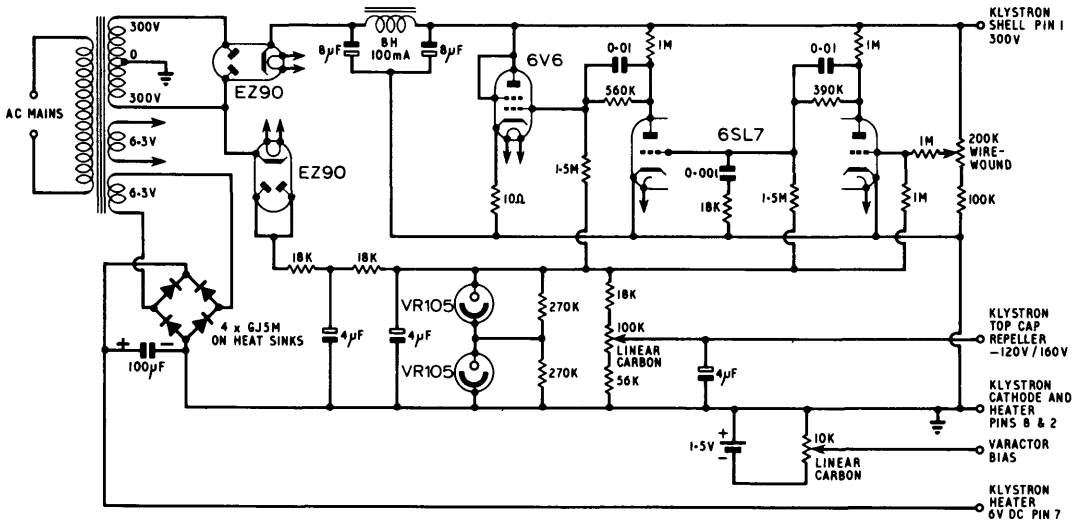 300V
0
300V
AC MAINS
6·3V
6·3V
EZ90
EZ90
8μF
8H
100mA
8μF
6V6
10Ω
0·01
560K
1M
1·5M
6SL7
0·001
18K
0·01
390K
1M
1·5M
1M
1M
200K
WIRE-
WOUND
100K
KLYSTRON
SHELL PIN 1
300V
18K
18K
4μF
4μF
VR105
VR105
270K
270K
18K
100K
LINEAR
CARBON
56K
4μF
KLYSTRON
TOP CAP
REPELLER
−120V/160V
4 x GJ5M
ON HEAT SINKS
+
−
100μF
KLYSTRON
CATHODE AND
HEATER
PINS 8 & 2
+
1·5V
−
10K
LINEAR
CARBON
VARACTOR
BIAS
KLYSTRON
HEATER
6V DC PIN 7